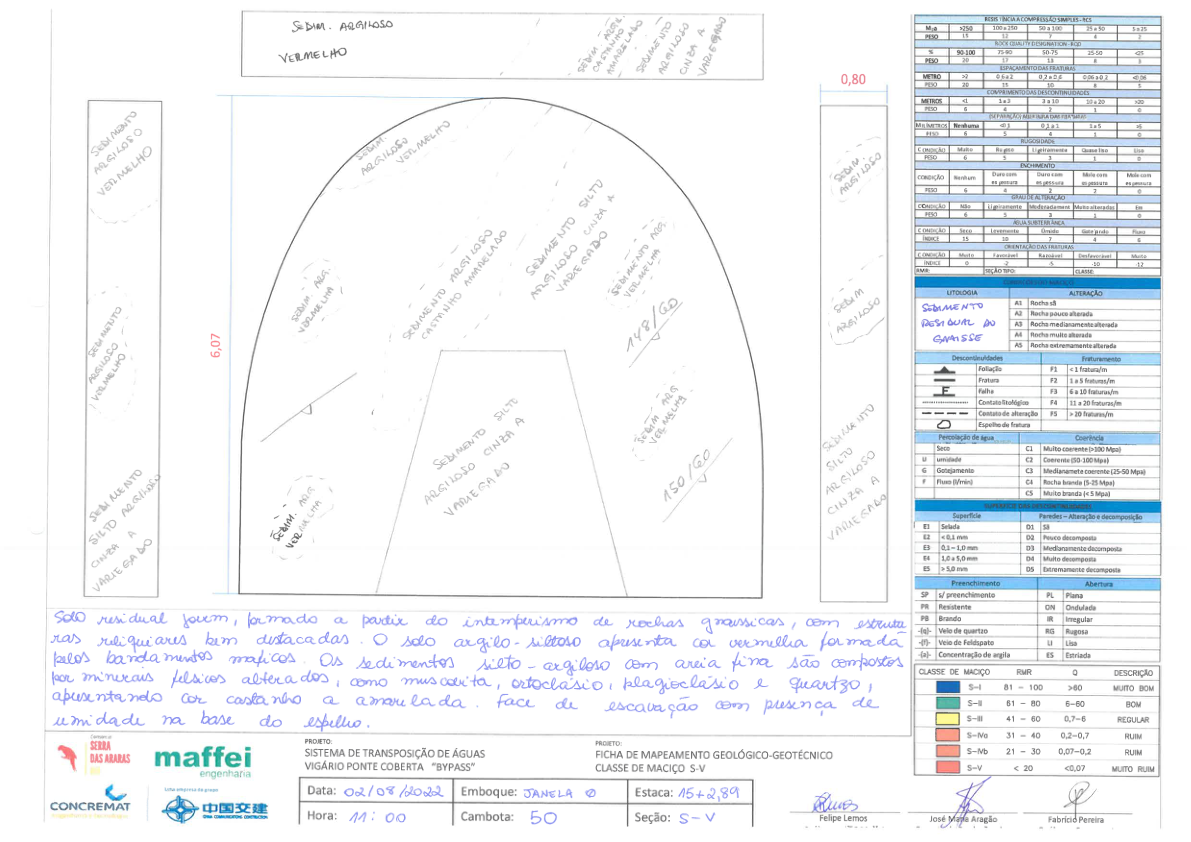 SEDIM. ARGILOSO
VERMELHO
SEDIM. ARG.
CASTANHO
AMARELADO
SEDIMENTO
ARGILOSO
CINZA A
VARIEGADO
0,80
6,07
SEDIMENTO
ARGILOSO
VERMELHO
SEDIMENTO
ARGILOSO
VERMELHO
SEDIMENTO
SILTO ARGILOSO
CINZA A
VARIEGADO
SEDIM.
ARGILOSO
VERMELHO
SEDIM. ARG.
VERMELHA
SEDIMENTO ARGILOSO
CASTANHO AMARELADO
SEDIMENTO SILTO
ARGILOSO CINZA A
VARIEGADO
SEDIMENTO ARG.
VERMELHA
148/60
SEDIM. ARG
VERMELHA
150/60
SEDIMENTO SILTO
ARGILOSO CINZA A
VARIEGADO
SEDIM. ARG
VERMELHA
SEDIM
ARGILOSO
SEDIM
ARGILOSO
SEDIMENTO
SILTO
ARGILOSO
CINZA A
VARIEGADO
RESISTÊNCIA A COMPRESSÃO SIMPLES - RCS
Mpa >250 100 a 250 50 a 100 25 a 50 5 a 25
PESO 15 12 7 4 2
ROCK QUALITY DESIGNATION - RQD
% 90-100 75-90 50-75 25-50 <25
PESO 20 17 13 8 3
ESPAÇAMENTO DAS FRATURAS
METRO >2 0,6 a 2 0,2 a 0,6 0,06 a 0,2 <0,06
PESO 20 15 10 8 5
COMPRIMENTO DAS DESCONTINUIDADES
METROS <1 1 a 3 3 a 10 10 a 20 >20
PESO 6 4 2 1 0
SEPARAÇÃO/ ABERTURA DAS FRATURAS
MILÍMETROS Nenhuma <0,1 0,1 a 1 1 a 5 >5
PESO 6 5 4 1 0
RUGOSIDADE
CONDIÇÃO Muito Rugoso Ligeiramente Quase liso Liso
PESO 6 5 3 1 0
ENCHIMENTO
CONDIÇÃO Nenhum Duro com espessura Duro com espessura Mole com espessura Mole com espessura
PESO 6 4 2 2 0
GRAU DE ALTERAÇÃO
CONDIÇÃO Não Ligeiramente Moderadament Muito alteradas Em
PESO 6 5 3 1 0
ÁGUA SUBTERRÂNEA
CONDIÇÃO Seco Levemente Úmido Gotejando Fluxo
ÍNDICE 15 10 7 4 0
ORIENTAÇÃO DAS FRATURAS
CONDIÇÃO Muito Favorável Razoável Desfavorável Muito
ÍNDICE 0 -2 -5 -10 -12
RMR: SEÇÃO TIPO: CLASSE:
LITOLOGIA ALTERAÇÃO
SEDIMENTO
RESIDUAL DO
GNAISSE
A1 Rocha sã
A2 Rocha pouco alterada
A3 Rocha medianamente alterada
A4 Rocha muito alterada
A5 Rocha extremamente alterada
Descontinuidades Fraturamento
Foliação F1 < 1 fratura/m
Fratura F2 1 a 5 fraturas/m
F Falha F3 6 a 10 fraturas/m
Contato litológico F4 11 a 20 fraturas/m
Contato de alteração F5 > 20 fraturas/m
Espelho de fratura
Percolação de água Coerência
Seco C1 Muito coerente (>100 Mpa)
U umidade C2 Coerente (50-100 Mpa)
G Gotejamento C3 Medianamete coerente (25-50 Mpa)
F Fluxo (l/min) C4 Rocha branda (5-25 Mpa)
C5 Muito branda (< 5 Mpa)
SUPERFÍCIE DAS DESCONTINUIDADES
Superfície Paredes – Alteração e decomposição
E1 Selada D1 Sã
E2 < 0,1 mm D2 Pouco decomposta
E3 0,1 – 1,0 mm D3 Medianamente decomposta
E4 1,0 a 5,0 mm D4 Muito decomposta
E5 > 5,0 mm D5 Extremamente decomposta
Preenchimento Abertura
SP s/ preenchimento PL Plana
PR Resistente ON Ondulada
PB Brando IR Irregular
-(q)- Veio de quartzo RG Rugosa
-(f)- Veio de Feldspato LI Lisa
-(a)- Concentração de argila ES Estriada
CLASSE DE MACIÇO RMR Q DESCRIÇÃO
S-I 81 – 100 >60 MUITO BOM
S-II 61 – 80 6-60 BOM
S-III 41 – 60 0,7-6 REGULAR
S-IVa 31 – 40 0,2-0,7 RUIM
S-IVb 21 – 30 0,07-0,2 RUIM
S-V < 20 <0,07 MUITO RUIM
Solo residual jovem, formado a partir do intemperismo de rochas gnaissicas, com estrutu
ras reliquiares bem destacadas. O solo argilo-siltoso apresenta cor vermelha formada
pelos bandamentos maficos. Os sedimentos silto-argiloso com areia fina são compostos
por minerais felsicos alterados, como muscovita, ortoclásio, plagioclásio e quartzo,
apresentando cor castanho a amarelada. Face de escavação com presença de
umidade na base do espelho.
SERRA
DAS ARARAS
maffei
engenharia
CONCREMAT
Uma empresa do grupo
中国交建
CHINA COMMUNICATIONS CONSTRUCTION
PROJETO:
SISTEMA DE TRANSPOSIÇÃO DE ÁGUAS
VIGÁRIO PONTE COBERTA “BYPASS”
PROJETO:
FICHA DE MAPEAMENTO GEOLÓGICO-GEOTÉCNICO
CLASSE DE MACIÇO S-V
Data: 02/08/2022 Emboque: JANELA 0 Estaca: 15+2,89
Hora: 11:00 Cambota: 50 Seção: S-V
Felipe Lemos
José Maria Aragão
Fabrício Pereira